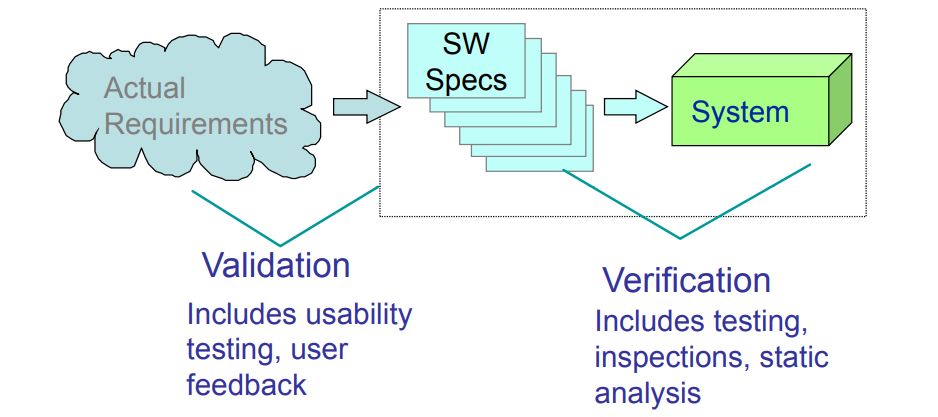 Actual
Requirements
SW
Specs
System
Validation
Includes usability
testing, user
feedback
Verification
Includes testing,
inspections, static
analysis